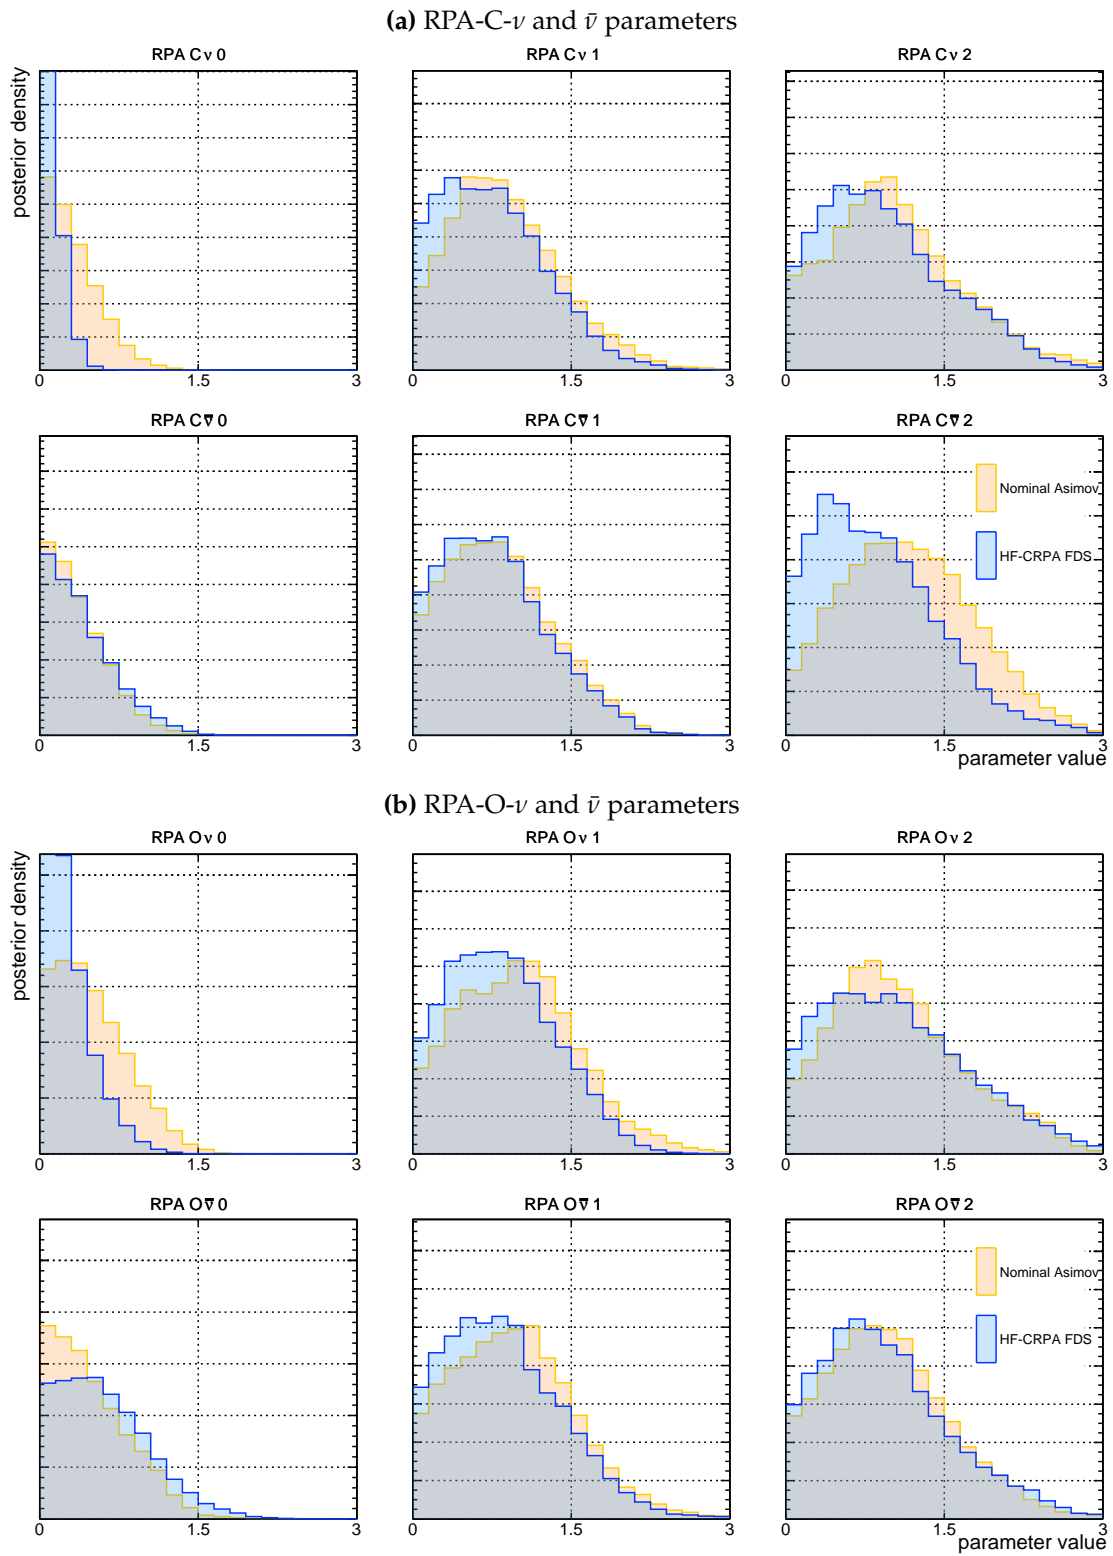 (a) RPA-C-ν and ν̄ parameters
RPA C ν 0
RPA C ν 1
RPA C ν 2
posterior density
0 1.5 3
0 1.5 3
0 1.5 3
RPA C ν̄ 0
RPA C ν̄ 1
RPA C ν̄ 2
Nominal Asimov
HF-CRPA FDS
0 1.5 3
0 1.5 3
0 1.5 3
parameter value
(b) RPA-O-ν and ν̄ parameters
RPA O ν 0
RPA O ν 1
RPA O ν 2
posterior density
0 1.5 3
0 1.5 3
0 1.5 3
RPA O ν̄ 0
RPA O ν̄ 1
RPA O ν̄ 2
Nominal Asimov
HF-CRPA FDS
0 1.5 3
0 1.5 3
0 1.5 3
parameter value